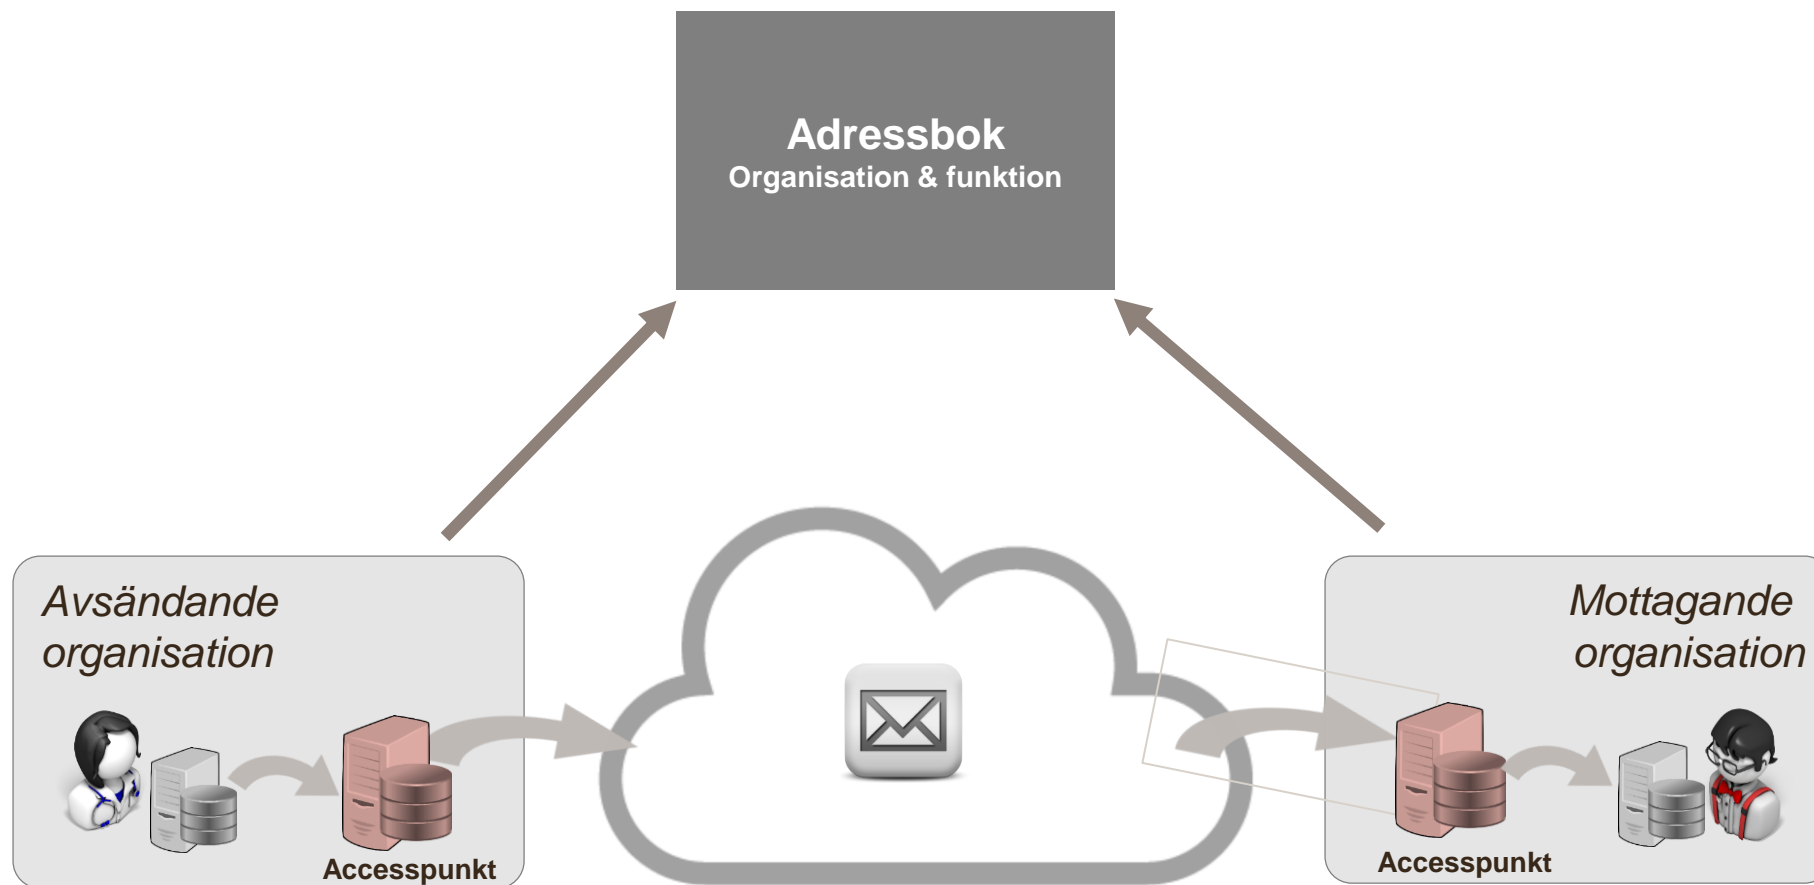 Adressbok
Organisation & funktion
Avsändande
organisation
Mottagande
organisation
Accesspunkt
Accesspunkt